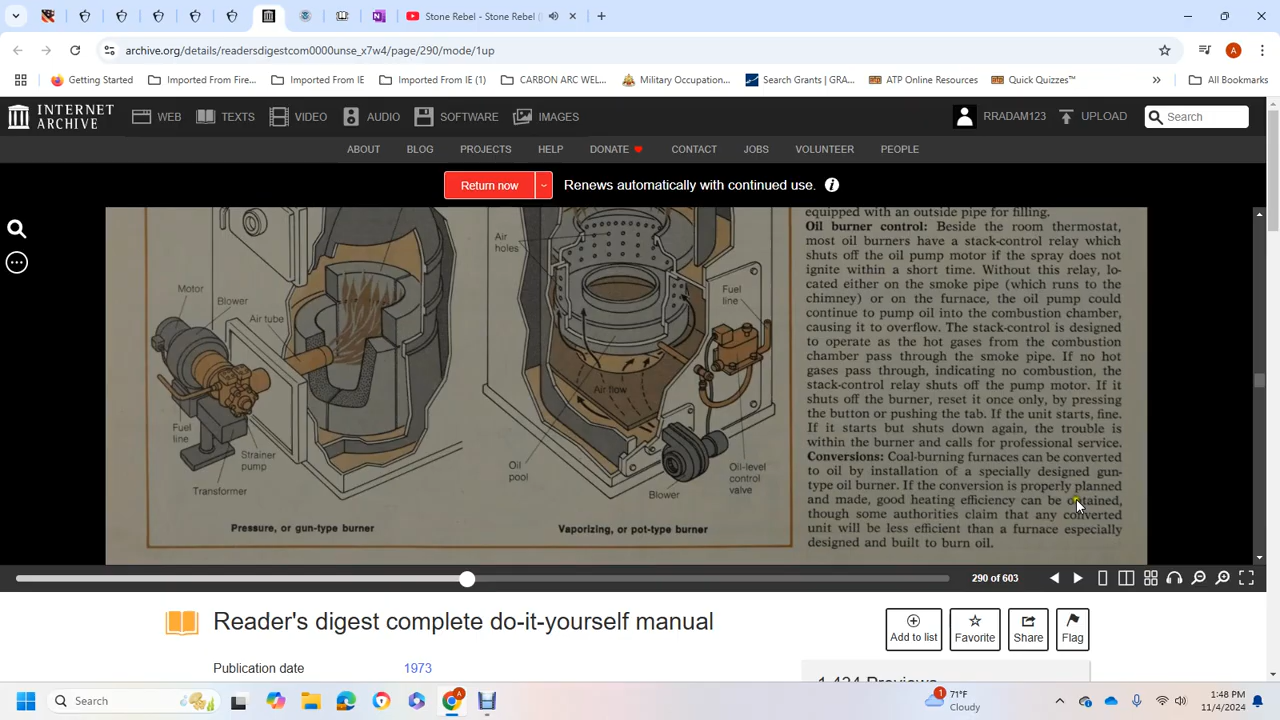 Stone Rebel - Stone Rebel (
archive.org/details/readersdigestcom0000unse_x7w4/page/290/mode/1up
A
Getting Started
Imported From Fire...
Imported From IE
Imported From IE (1)
CARBON ARC WEL...
Military Occupation...
Search Grants | GRA...
ATP Online Resources
Quick Quizzes™
»
All Bookmarks
INTERNET ARCHIVE
WEB
TEXTS
VIDEO
AUDIO
SOFTWARE
IMAGES
RRADAM123
UPLOAD
Search
ABOUT
BLOG
PROJECTS
HELP
DONATE
CONTACT
JOBS
VOLUNTEER
PEOPLE
Return now
Renews automatically with continued use.
Motor
Blower
Air tube
Fuel
line
Strainer
pump
Transformer
Pressure, or gun-type burner
Air
holes
Fuel
line
Air flow
Oil
pool
Blower
Oil-level
control
valve
Vaporizing, or pot-type burner
equipped with an outside pipe for filling.
Oil burner control: Beside the room thermostat,
most oil burners have a stack-control relay which
shuts off the oil pump motor if the spray does not
ignite within a short time. Without this relay, lo-
cated either on the smoke pipe (which runs to the
chimney) or on the furnace, the oil pump could
continue to pump oil into the combustion chamber,
causing it to overflow. The stack-control is designed
to operate as the hot gases from the combustion
chamber pass through the smoke pipe. If no hot
gases pass through, indicating no combustion, the
stack-control relay shuts off the pump motor. If it
shuts off the burner, reset it once only, by pressing
the button or pushing the tab. If the unit starts, fine.
If it starts but shuts down again, the trouble is
within the burner and calls for professional service.
Conversions: Coal-burning furnaces can be converted
to oil by installation of a specially designed gun-
type oil burner. If the conversion is properly planned
and made, good heating efficiency can be obtained,
though some authorities claim that any converted
unit will be less efficient than a furnace especially
designed and built to burn oil.
290 of 603
Reader's digest complete do-it-yourself manual
Add to list
Favorite
Share
Flag
Publication date
1973
1,434 Previews
Search
1
71°F
Cloudy
1:48 PM
11/4/2024